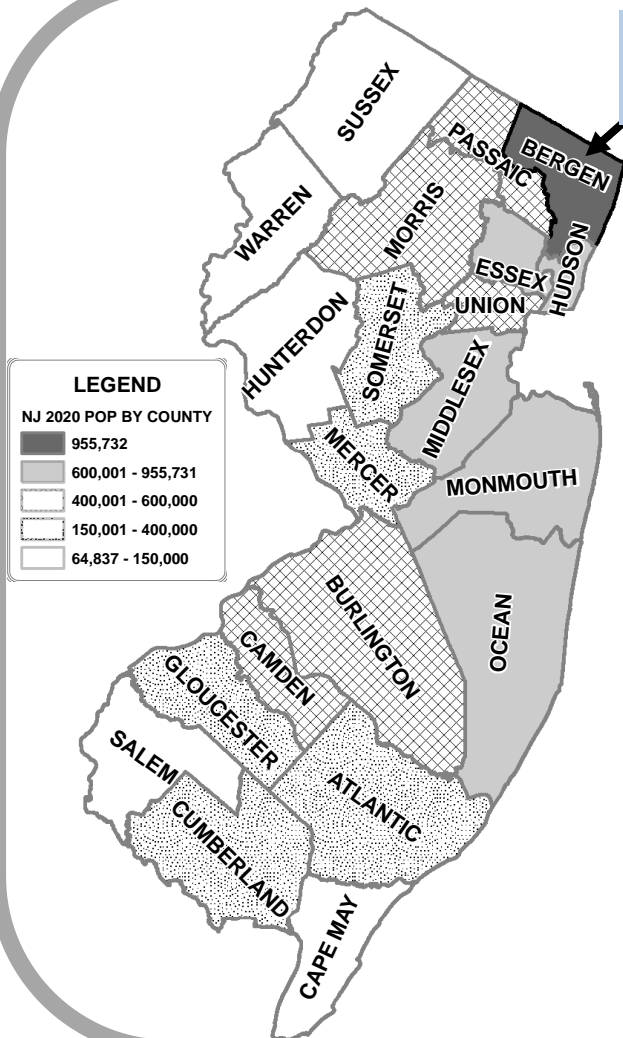 SUSSEX
PASSAIC
BERGEN
WARREN
MORRIS
HUDSON
ESSEX
UNION
HUNTERDON
SOMERSET
MIDDLESEX
LEGEND
NJ 2020 POP BY COUNTY
955,732
600,001 - 955,731
400,001 - 600,000
150,001 - 400,000
64,837 - 150,000
MERCER
MONMOUTH
BURLINGTON
OCEAN
CAMDEN
GLOUCESTER
SALEM
ATLANTIC
CUMBERLAND
CAPE MAY